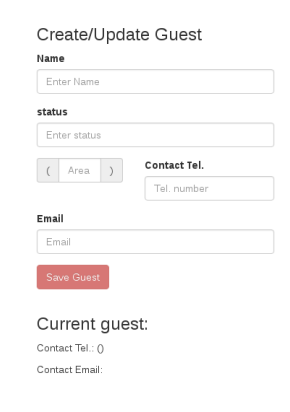 Create/Update Guest
Name
Enter Name
status
Enter status
( Area )
Contact Tel.
Tel. number
Email
Email
Save Guest
Current guest:
Contact Tel.: ()
Contact Email: